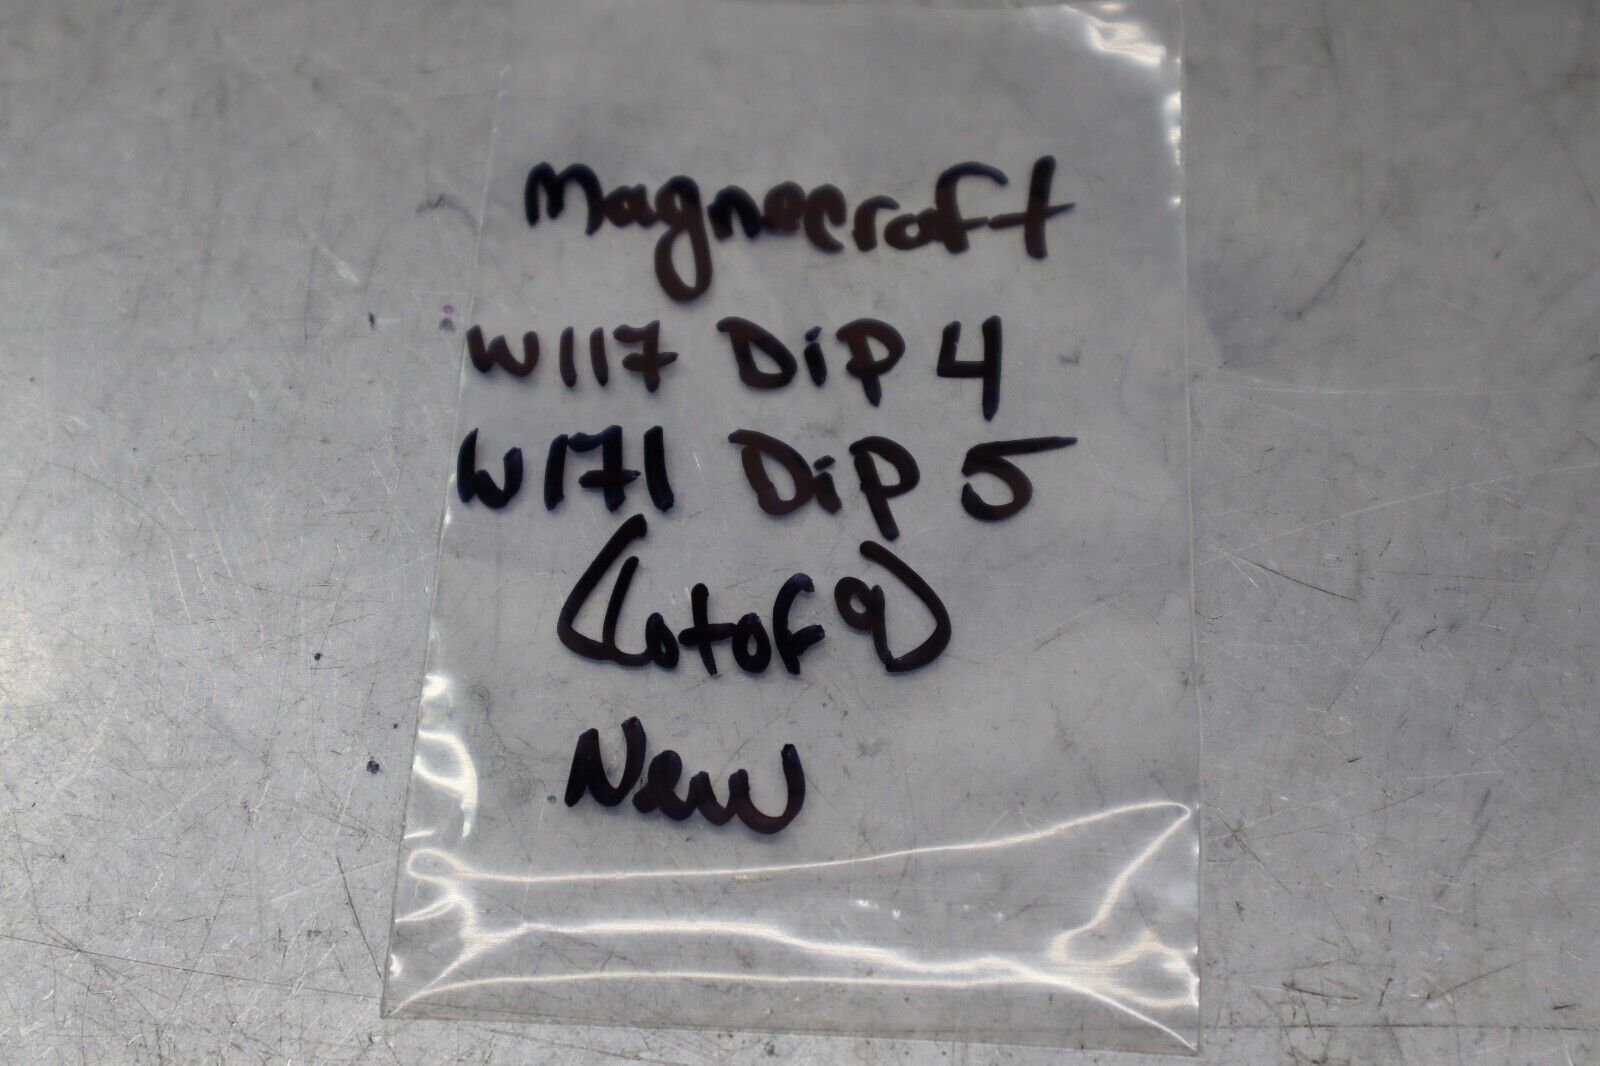 Magnecraft
W117 Dip 4
W171 Dip 5
(Lot of 9)
New